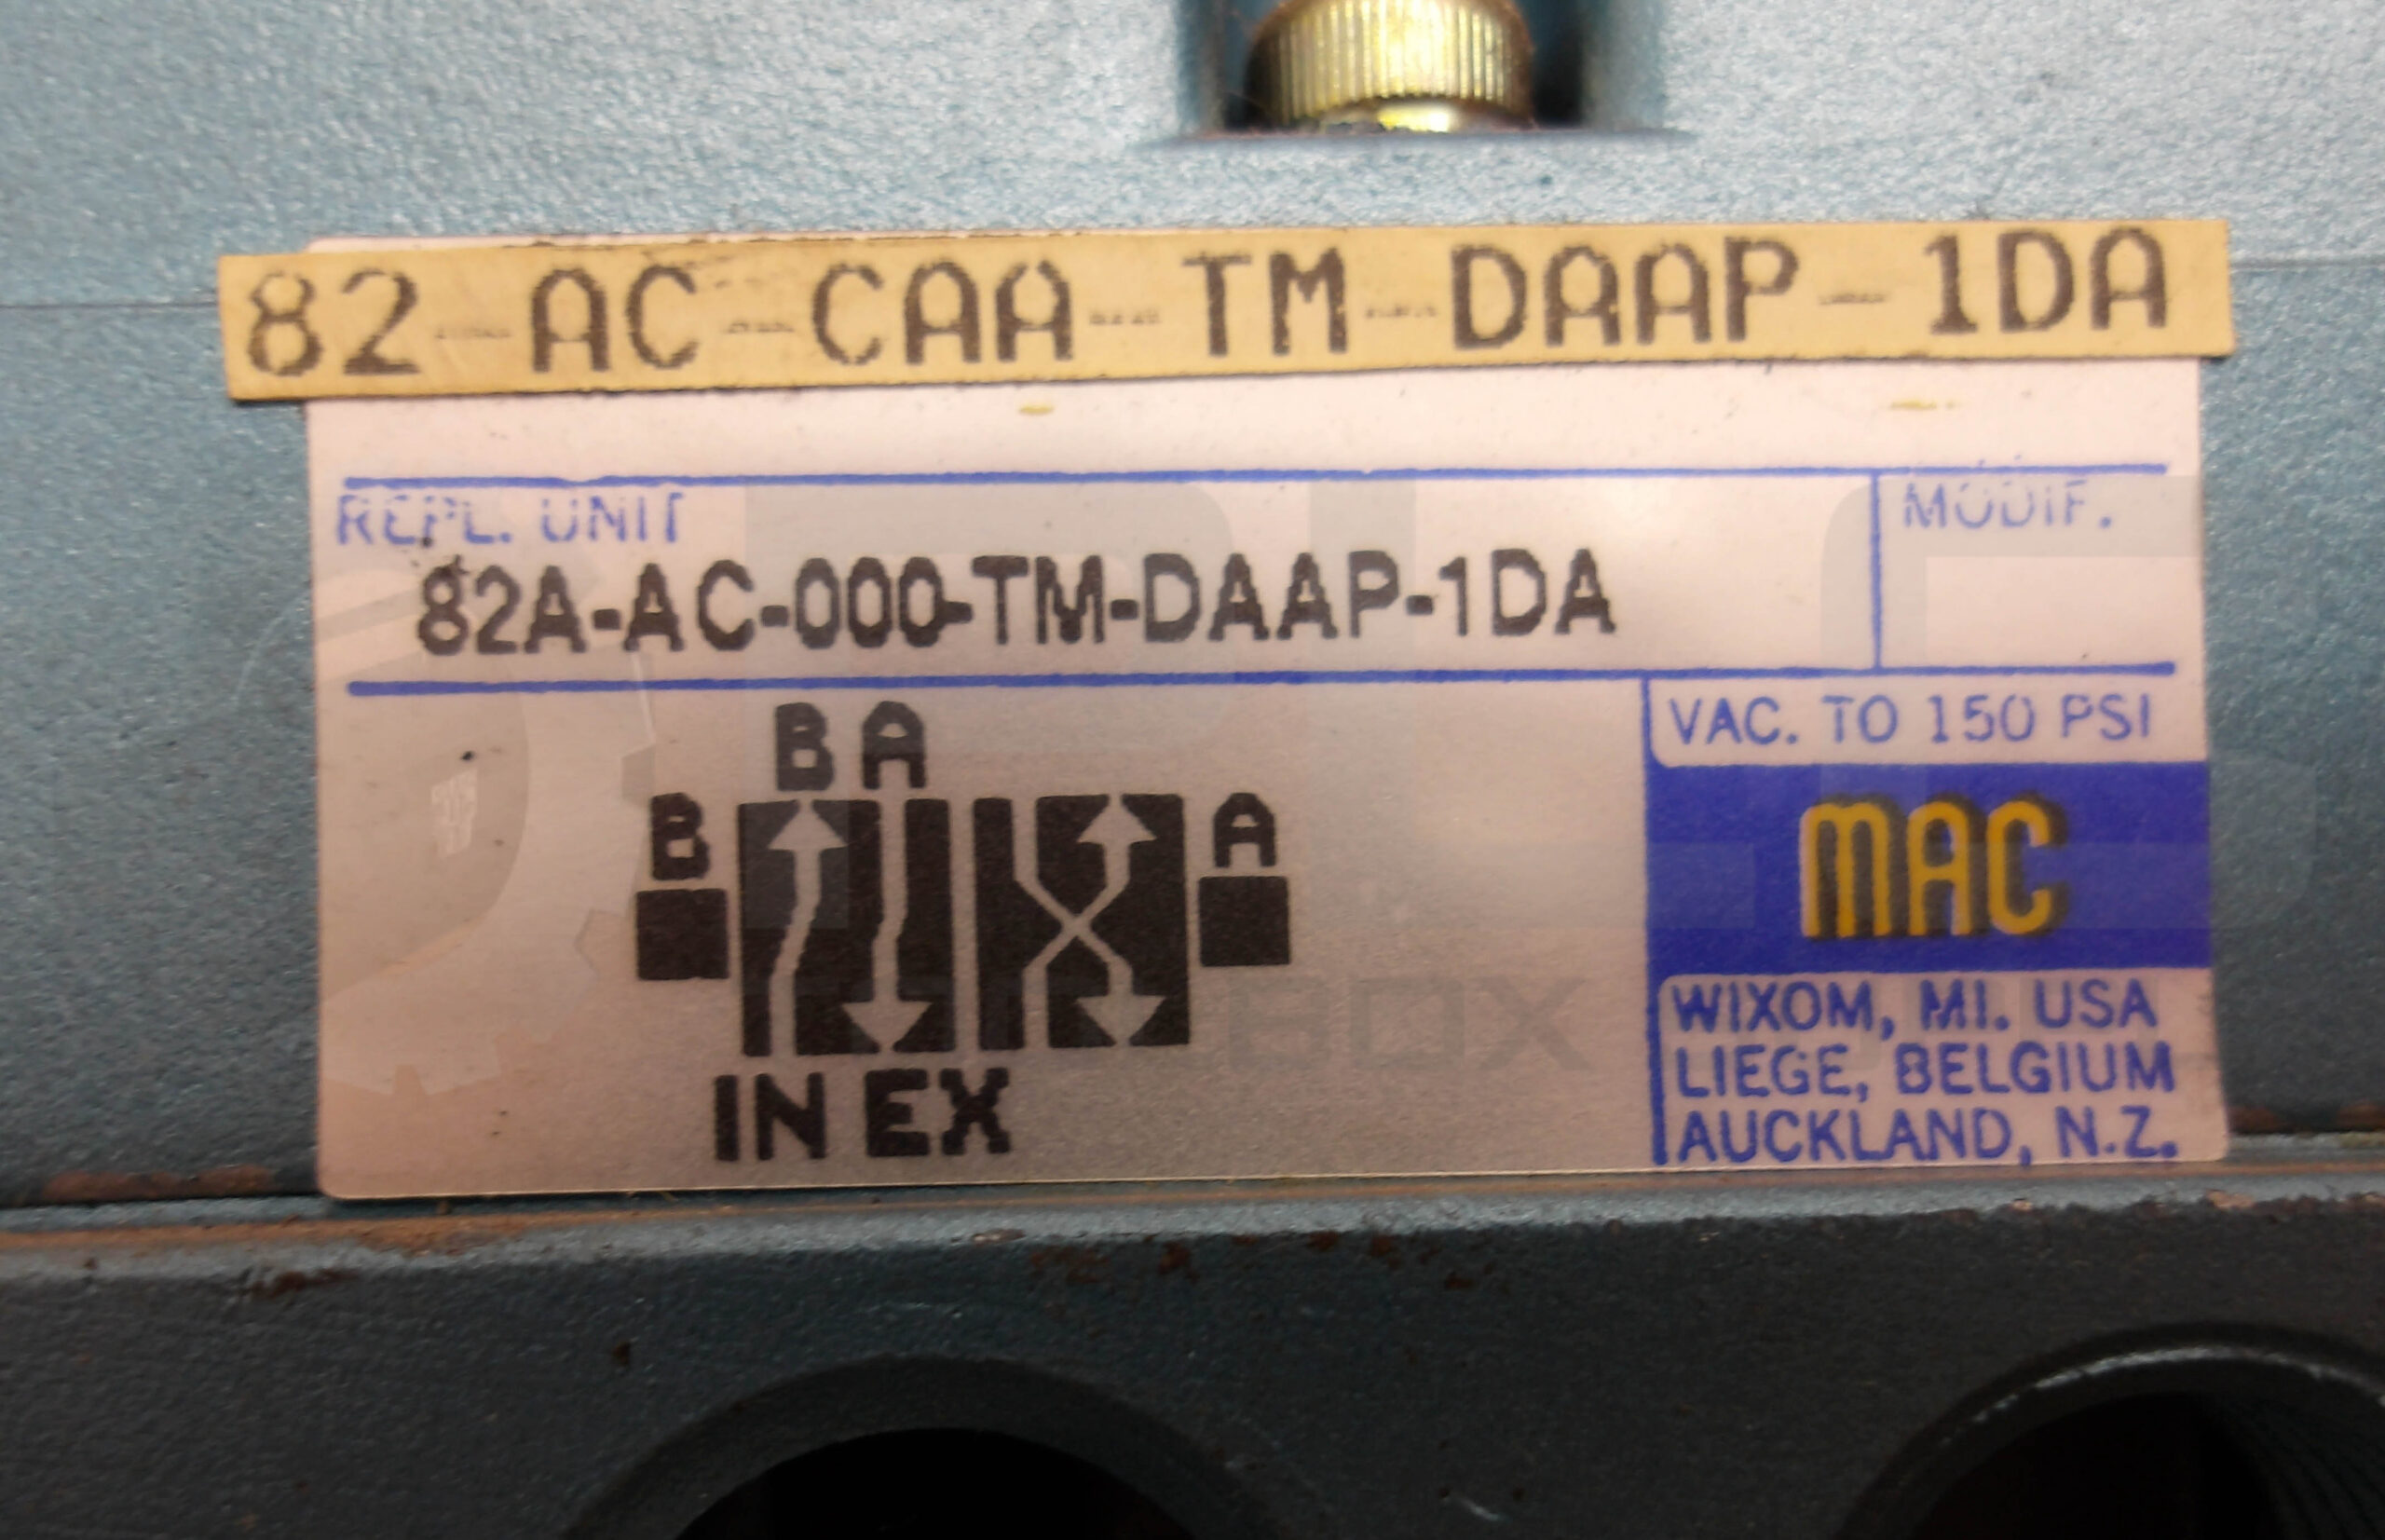 82-AC-CAA-TM-DAAP-1DA
REPL. UNIT
MODIF.
82A-AC-000-TM-DAAP-1DA
B A
B
A
IN EX
VAC. TO 150 PSI
MAC
WIXOM, MI. USA
LIEGE, BELGIUM
AUCKLAND, N.Z.
BOX